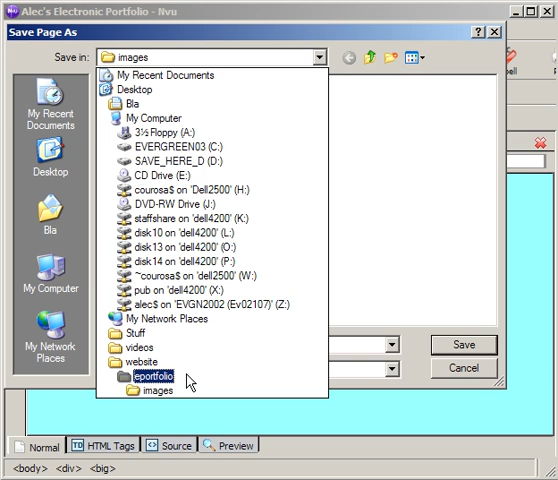 Alec's Electronic Portfolio - Nvu
Save Page As
Save in:
images
My Recent Documents
Desktop
Bla
My Computer
3½ Floppy (A:)
EVERGREEN03 (C:)
SAVE_HERE_D (D:)
CD Drive (E:)
courosa$ on 'Dell2500' (H:)
DVD-RW Drive (J:)
staffshare on 'dell4200' (K:)
disk10 on 'dell4200' (L:)
disk13 on 'dell4200' (O:)
disk14 on 'dell4200' (P:)
~courosa$ on 'dell2500' (W:)
pub on 'dell4200' (X:)
alec$ on 'EVGN2002 (Ev02107)' (Z:)
My Network Places
Stuff
videos
website
eportfolio
images
My Recent
Documents
Desktop
Bla
My Computer
My Network
Places
Save
Cancel
Normal
TD HTML Tags
Source
Preview
<body> <div> <big>